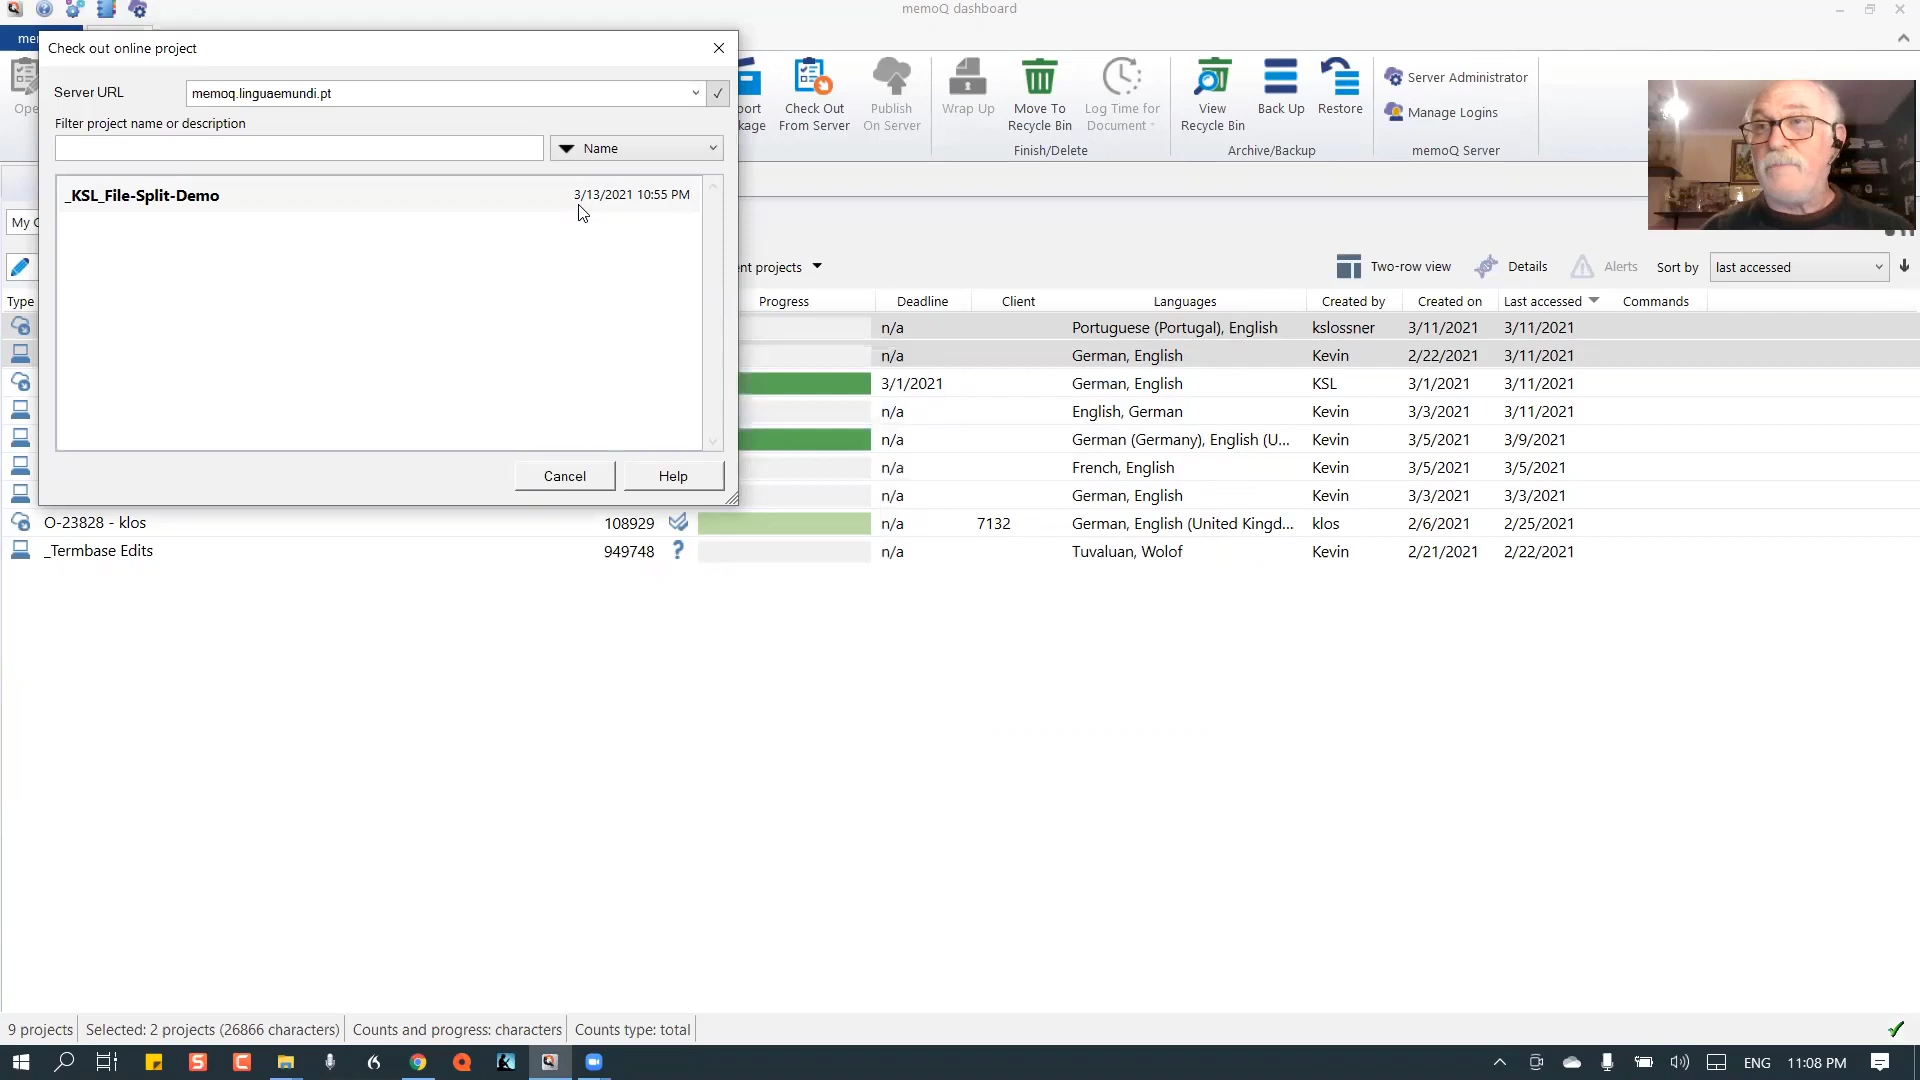 memoQ dashboard
Check out online project
Server URL
memoq.linguaemundi.pt
Filter project name or description
Name
_KSL_File-Split-Demo
3/13/2021 10:55 PM
Cancel
Help
Check Out
From Server
Publish
On Server
Wrap Up
Move To
Recycle Bin
Log Time for
Document
Finish/Delete
View
Recycle Bin
Back Up
Restore
Archive/Backup
Server Administrator
Manage Logins
memoQ Server
projects
Two-row view
Details
Alerts
Sort by
last accessed
Type
Progress
Deadline
Client
Languages
Created by
Created on
Last accessed
Commands
n/a Portuguese (Portugal), English kslossner 3/11/2021 3/11/2021
n/a German, English Kevin 2/22/2021 3/11/2021
3/1/2021 German, English KSL 3/1/2021 3/11/2021
n/a English, German Kevin 3/3/2021 3/11/2021
n/a German (Germany), English (U... Kevin 3/5/2021 3/9/2021
n/a French, English Kevin 3/5/2021 3/5/2021
n/a German, English Kevin 3/3/2021 3/3/2021
O-23828 - klos 108929 n/a 7132 German, English (United Kingd... klos 2/6/2021 2/25/2021
_Termbase Edits 949748 ? n/a Tuvaluan, Wolof Kevin 2/21/2021 2/22/2021
9 projects
Selected: 2 projects (26866 characters)
Counts and progress: characters
Counts type: total
ENG
11:08 PM